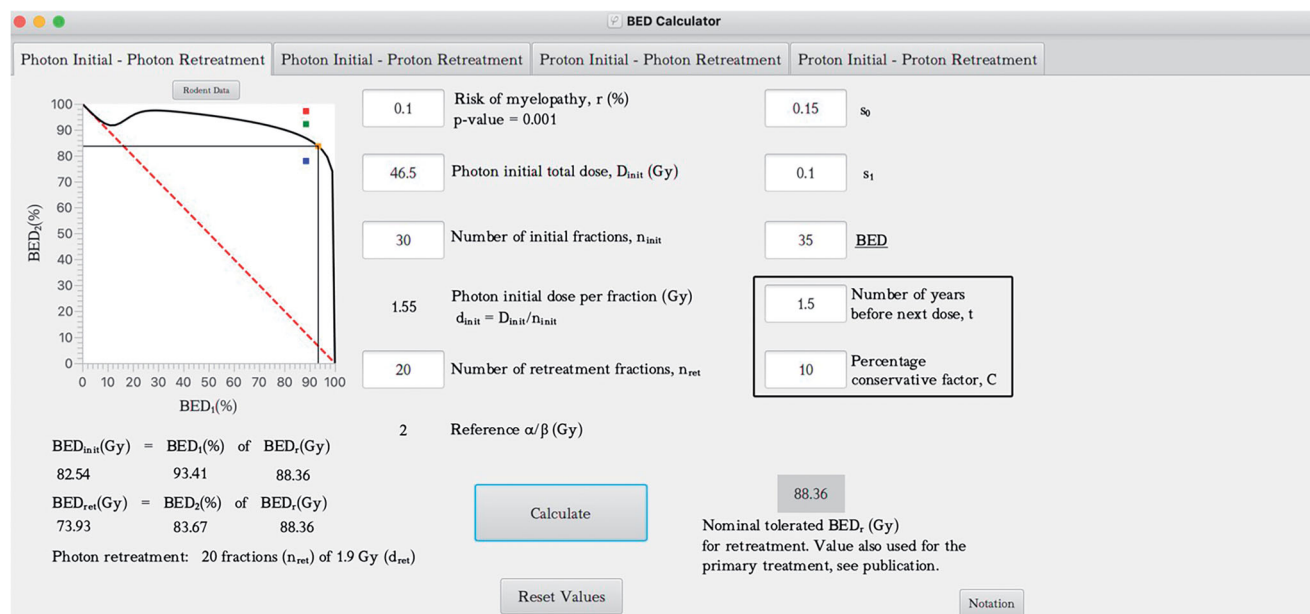 BED Calculator
Photon Initial - Photon Retreatment
Photon Initial - Proton Retreatment
Proton Initial - Photon Retreatment
Proton Initial - Proton Retreatment
Rodent Data
100
90
80
70
60
50
40
30
20
10
0
BED₂(%)
0 10 20 30 40 50 60 70 80 90 100
BED₁(%)
BEDᵢₙᵢₜ(Gy) = BED₁(%) of BEDᵣ(Gy)
82.54 93.41 88.36
BEDᵣₑₜ(Gy) = BED₂(%) of BEDᵣ(Gy)
73.93 83.67 88.36
Photon retreatment: 20 fractions (nᵣₑₜ) of 1.9 Gy (dᵣₑₜ)
0.1
Risk of myelopathy, r (%)
p-value = 0.001
46.5
Photon initial total dose, Dᵢₙᵢₜ (Gy)
30
Number of initial fractions, nᵢₙᵢₜ
1.55
Photon initial dose per fraction (Gy)
dᵢₙᵢₜ = Dᵢₙᵢₜ/nᵢₙᵢₜ
20
Number of retreatment fractions, nᵣₑₜ
2
Reference α/β (Gy)
Calculate
Reset Values
0.15
s₀
0.1
s₁
35
BED
1.5
Number of years
before next dose, t
10
Percentage
conservative factor, C
88.36
Nominal tolerated BEDᵣ (Gy)
for retreatment. Value also used for the
primary treatment, see publication.
Notation